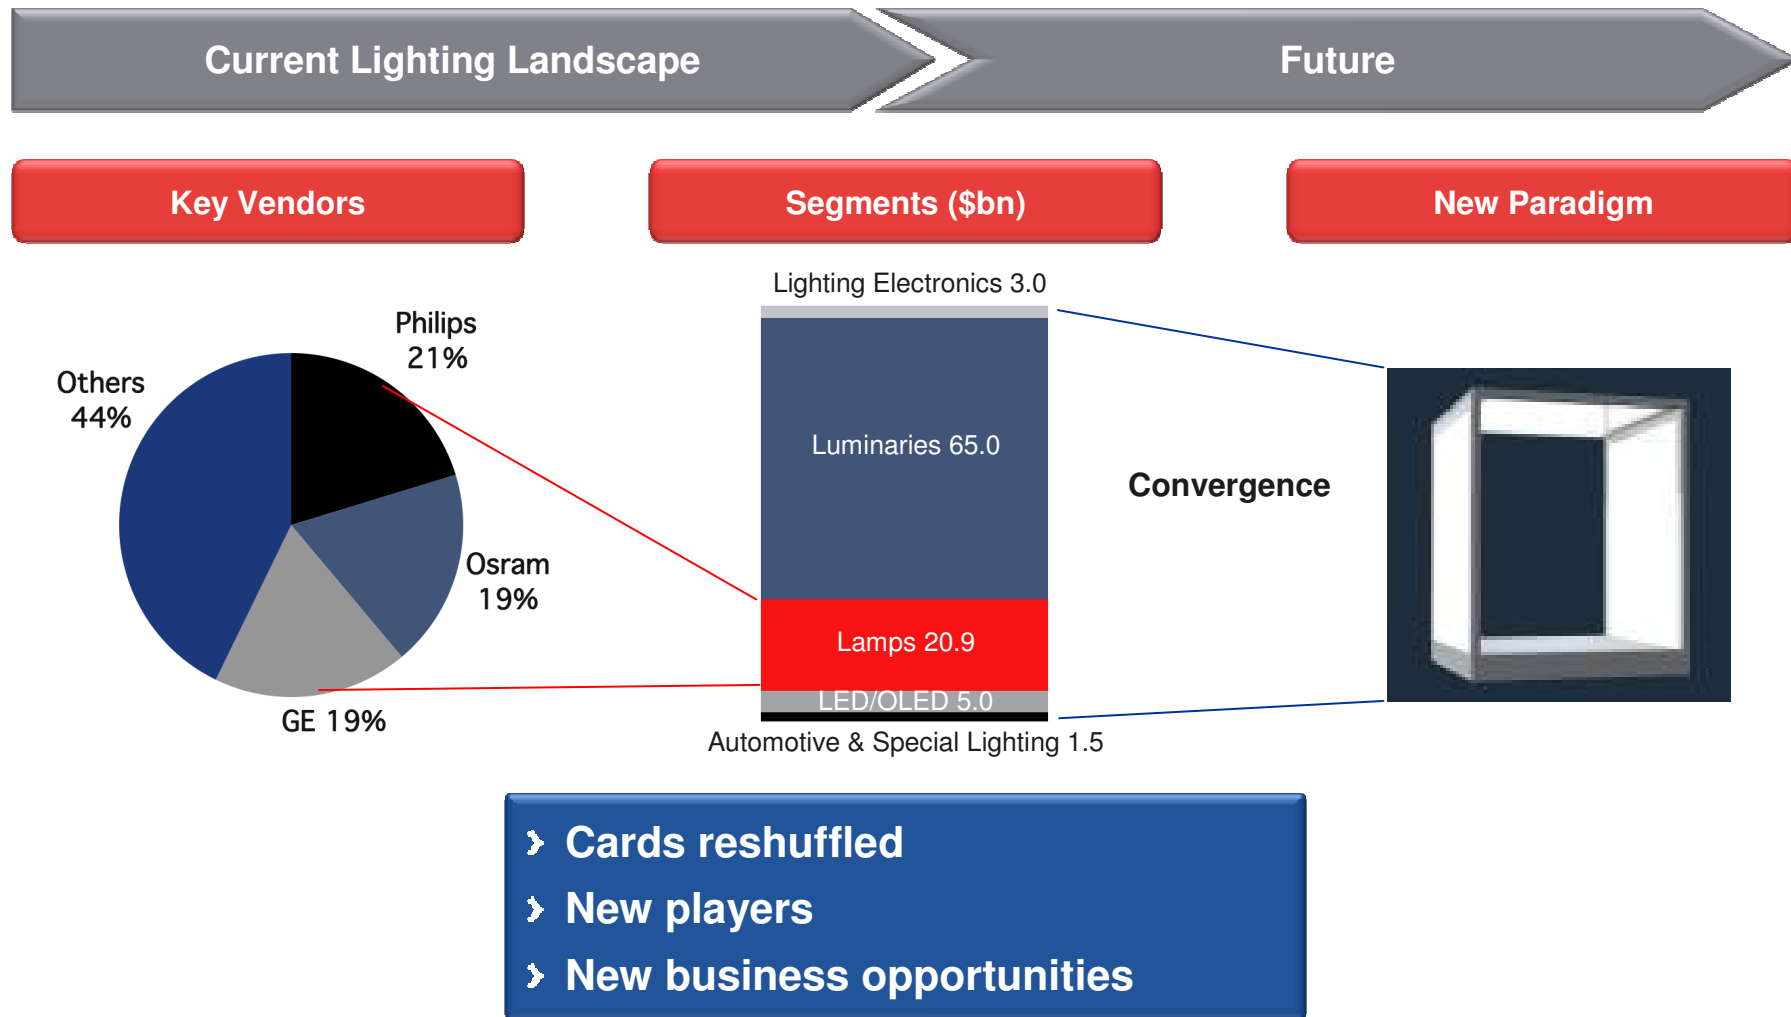 Current Lighting Landscape
Future
Key Vendors
Segments ($bn)
New Paradigm
Philips
21%
Others
44%
Osram
19%
GE 19%
Lighting Electronics 3.0
Luminaries 65.0
Lamps 20.9
LED/OLED 5.0
Automotive & Special Lighting 1.5
Convergence
Cards reshuffled
New players
New business opportunities